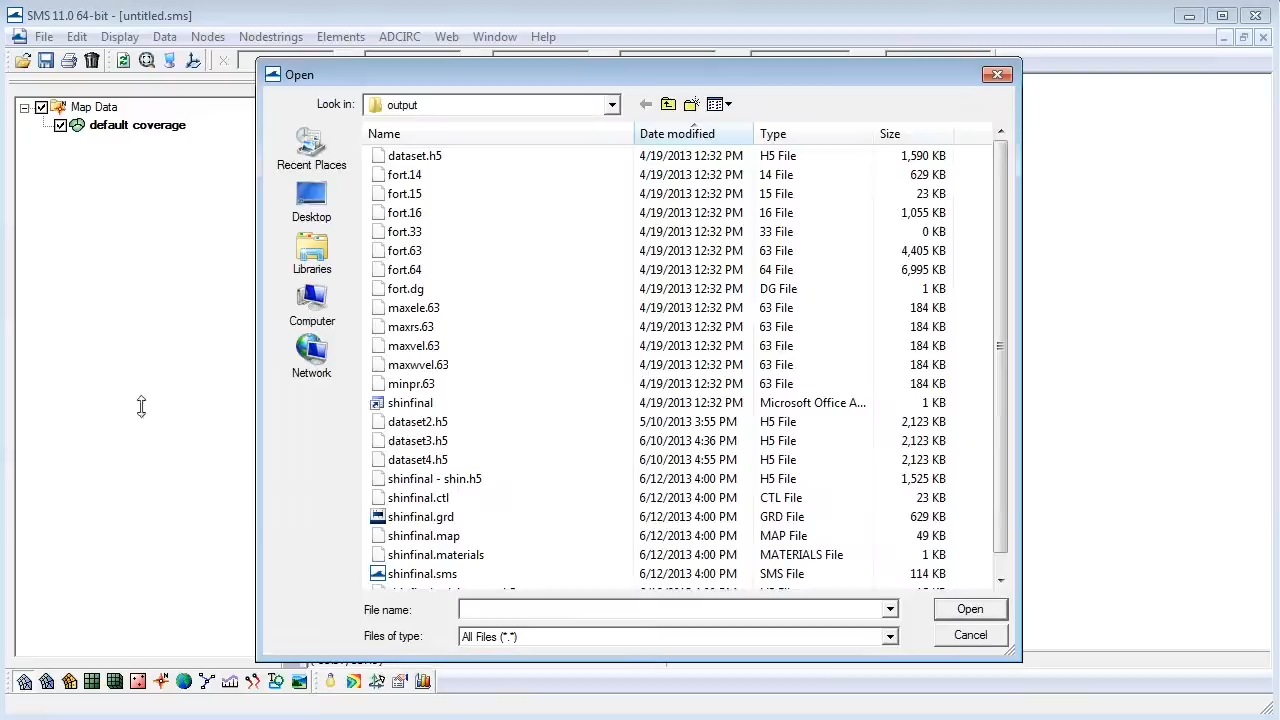 SMS 11.0 64-bit - [untitled.sms]
File Edit Display Data Nodes Nodestrings Elements ADCIRC Web Window Help
Open
Look in: output
Map Data
default coverage
Recent Places
Desktop
Libraries
Computer
Network
Name Date modified Type Size
dataset.h5 4/19/2013 12:32 PM H5 File 1,590 KB
fort.14 4/19/2013 12:32 PM 14 File 629 KB
fort.15 4/19/2013 12:32 PM 15 File 23 KB
fort.16 4/19/2013 12:32 PM 16 File 1,055 KB
fort.33 4/19/2013 12:32 PM 33 File 0 KB
fort.63 4/19/2013 12:32 PM 63 File 4,405 KB
fort.64 4/19/2013 12:32 PM 64 File 6,995 KB
fort.dg 4/19/2013 12:32 PM DG File 1 KB
maxele.63 4/19/2013 12:32 PM 63 File 184 KB
maxrs.63 4/19/2013 12:32 PM 63 File 184 KB
maxvel.63 4/19/2013 12:32 PM 63 File 184 KB
maxwvel.63 4/19/2013 12:32 PM 63 File 184 KB
minpr.63 4/19/2013 12:32 PM 63 File 184 KB
shinfinal 4/19/2013 12:32 PM Microsoft Office A... 1 KB
dataset2.h5 5/10/2013 3:55 PM H5 File 2,123 KB
dataset3.h5 6/10/2013 4:36 PM H5 File 2,123 KB
dataset4.h5 6/10/2013 4:55 PM H5 File 2,123 KB
shinfinal - shin.h5 6/12/2013 4:00 PM H5 File 1,525 KB
shinfinal.ctl 6/12/2013 4:00 PM CTL File 23 KB
shinfinal.grd 6/12/2013 4:00 PM GRD File 629 KB
shinfinal.map 6/12/2013 4:00 PM MAP File 49 KB
shinfinal.materials 6/12/2013 4:00 PM MATERIALS File 1 KB
shinfinal.sms 6/12/2013 4:00 PM SMS File 114 KB
File name: Open
Files of type: All Files (*.*) Cancel